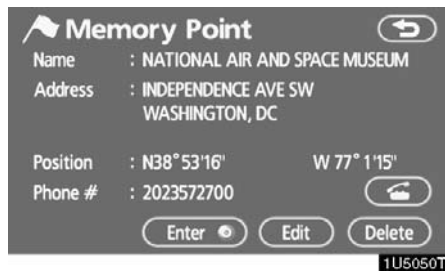 Memory Point
Name : NATIONAL AIR AND SPACE MUSEUM
Address : INDEPENDENCE AVE SW
WASHINGTON, DC
Position : N38°53'16" W 77°1'15"
Phone # : 2023572700
Enter Edit Delete
1U5050T